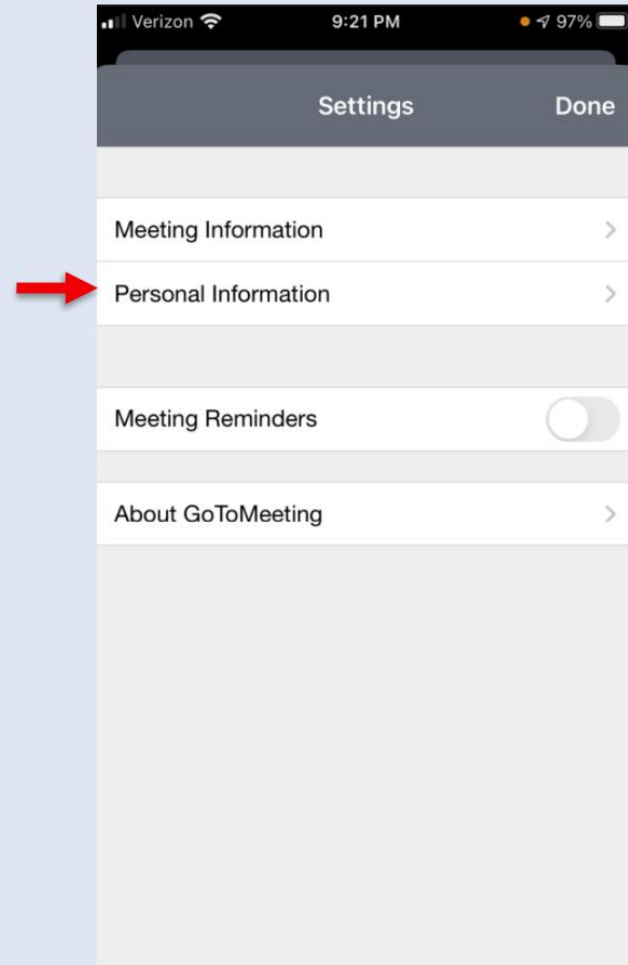 Verizon 9:21 PM 97%
Settings Done
Meeting Information
Personal Information
Meeting Reminders
About GoToMeeting